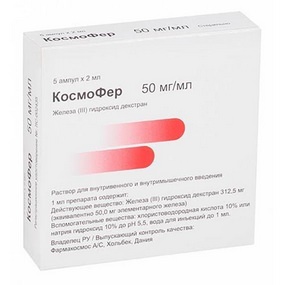 5 ампул х 2 мл
КосмоФер 50 мг/мл
Железа (III) гидроксид декстран
Раствор для внутривенного и внутримышечного введения
1 мл препарата содержит:
Действующее вещество: Железа (III) гидроксид декстран 312,5 мг
(эквивалентно 50,0 мг элементарного железа)
Вспомогательные вещества: хлористоводородная кислота 10% или
натрия гидроксид 10% до pH 5,5, вода для инъекций до 1 мл.
Владелец РУ / Выпускающий контроль качества:
Фармакосмос А/С, Хольбек, Дания